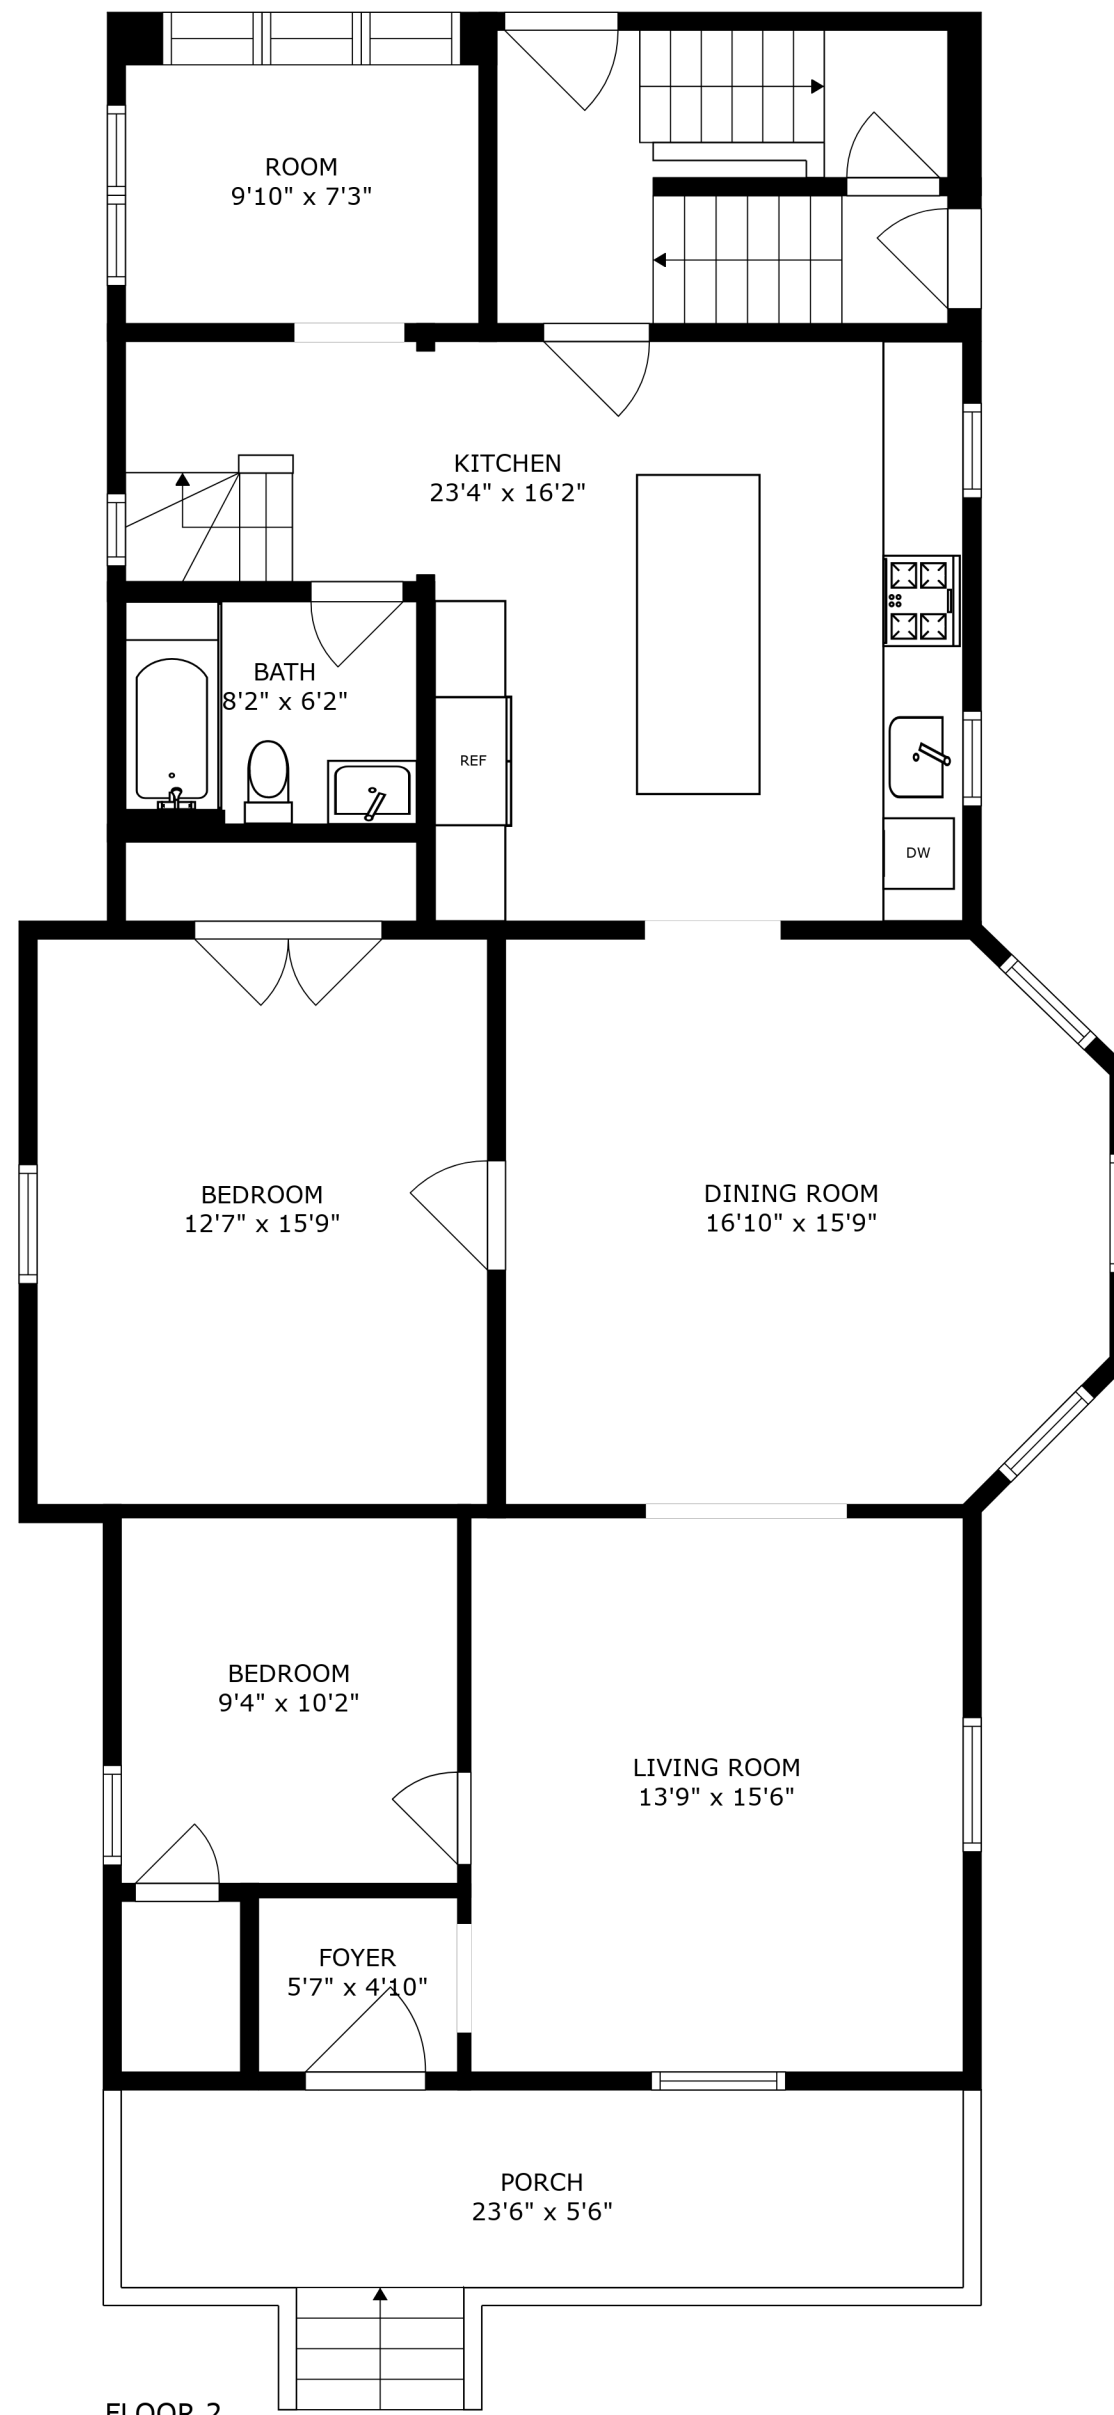 ROOM
9'10" x 7'3"
KITCHEN
23'4" x 16'2"
BATH
8'2" x 6'2"
REF
DW
BEDROOM
12'7" x 15'9"
DINING ROOM
16'10" x 15'9"
BEDROOM
9'4" x 10'2"
LIVING ROOM
13'9" x 15'6"
FOYER
5'7" x 4'10"
PORCH
23'6" x 5'6"
FLOOR 2